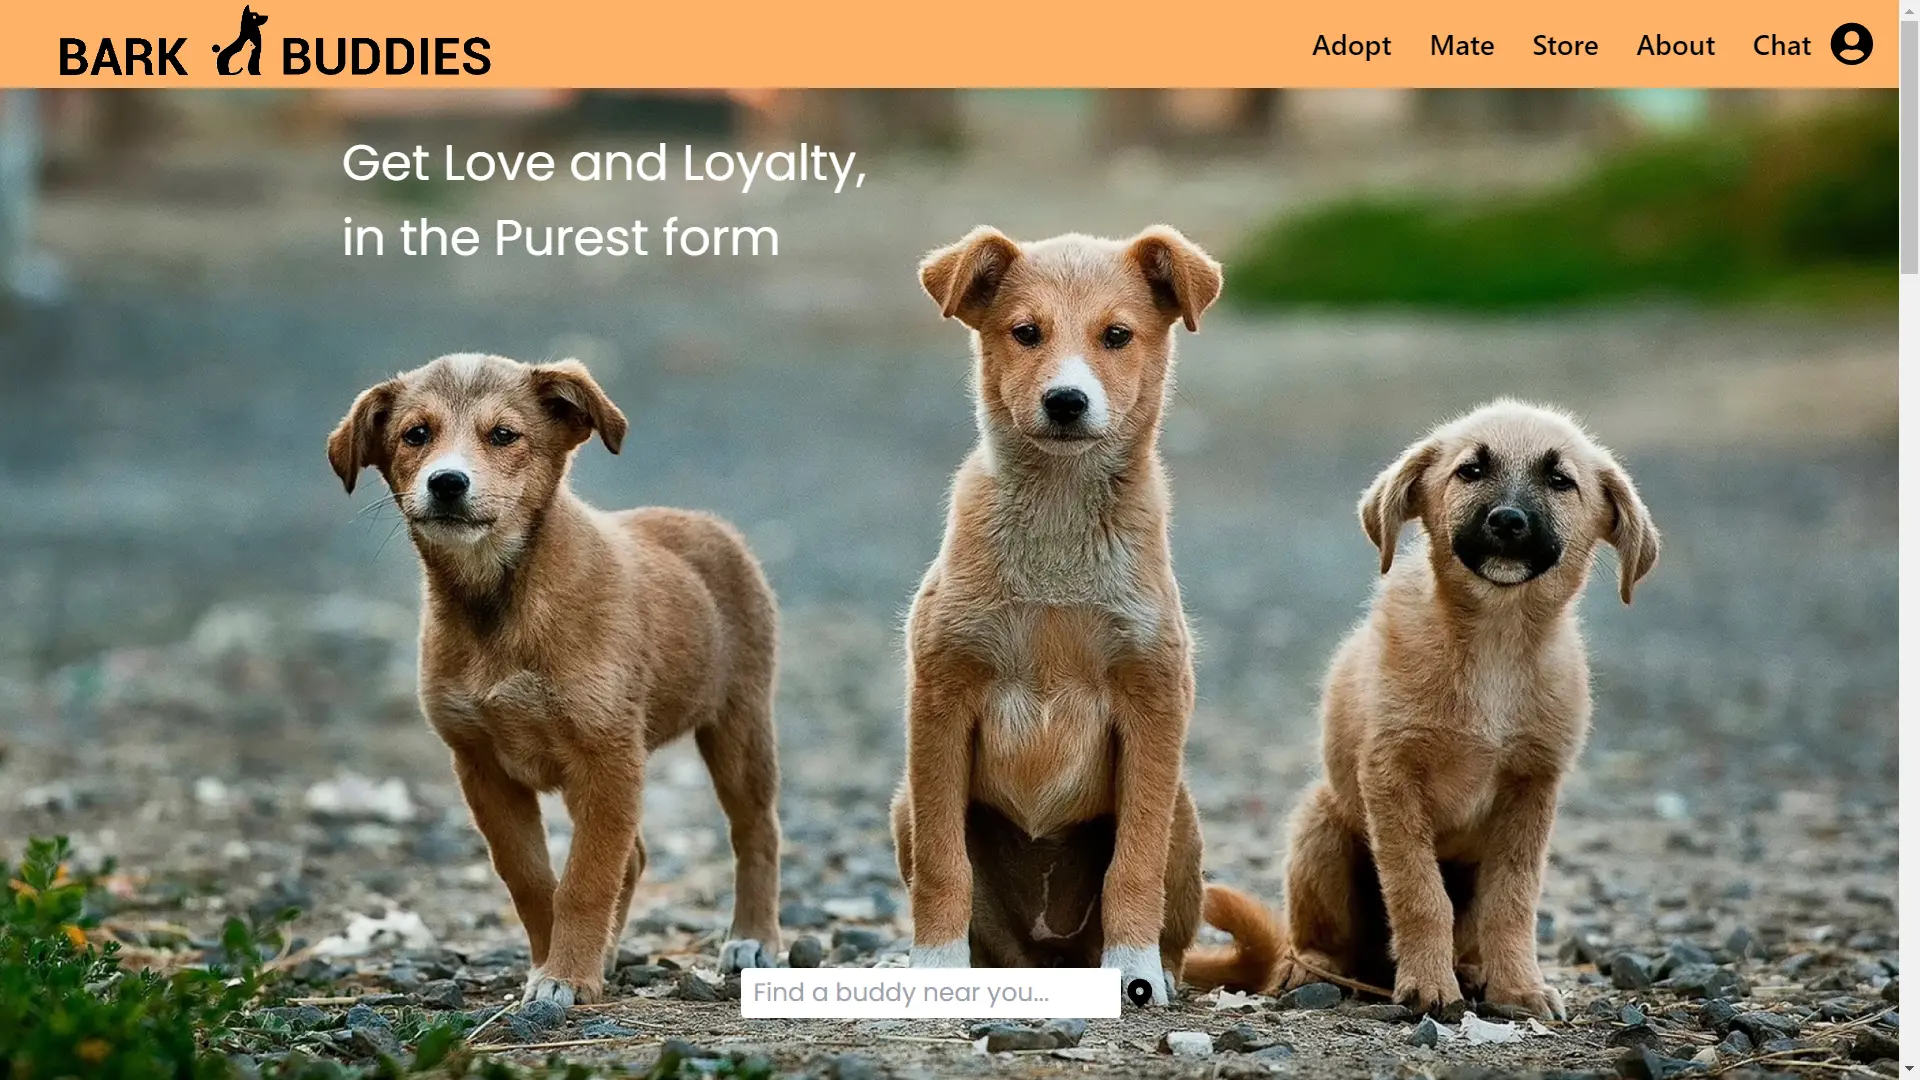 BARK BUDDIES
Adopt Mate Store About Chat
Get Love and Loyalty,
in the Purest form
Find a buddy near you...